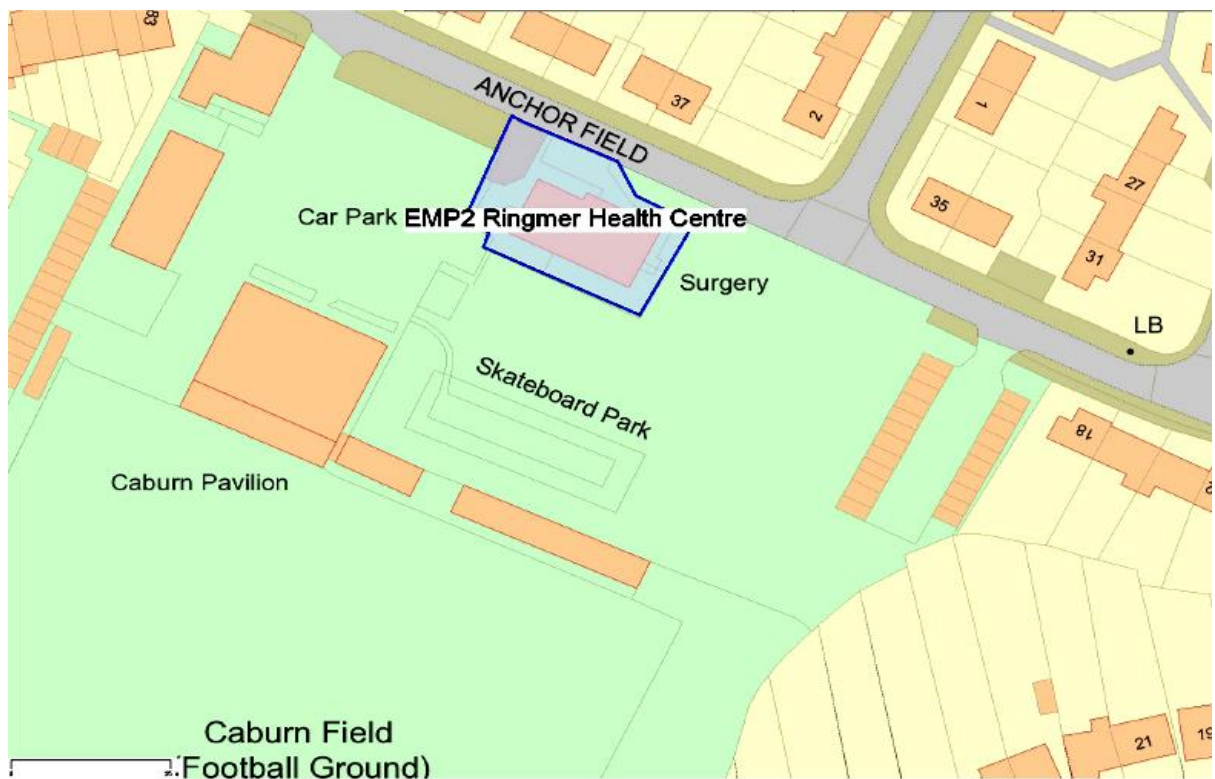 83
ANCHOR FIELD
37
2
1
27
35
31
Car Park
EMP2 Ringmer Health Centre
Surgery
LB
Skateboard Park
18
2
Caburn Pavilion
Caburn Field
(Football Ground)
21
19